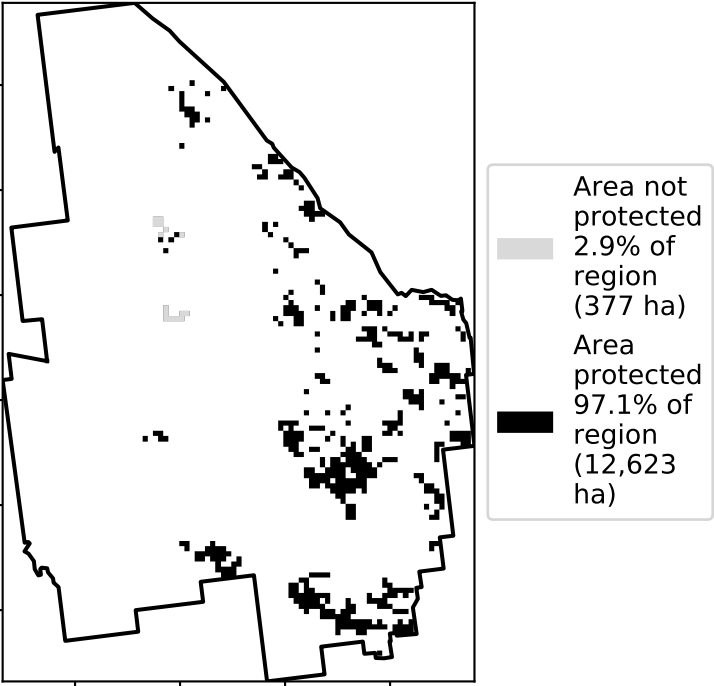 Area not
protected
2.9% of
region
(377 ha)
Area
protected
97.1% of
region
(12,623
ha)